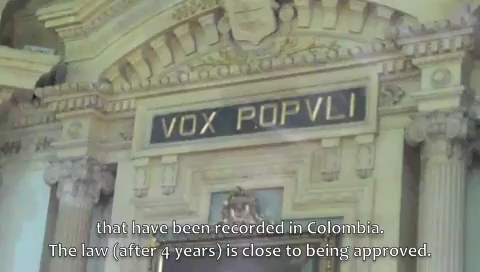 VOX POPVLI
that have been recorded in Colombia.
The law (after 4 years) is close to being approved.